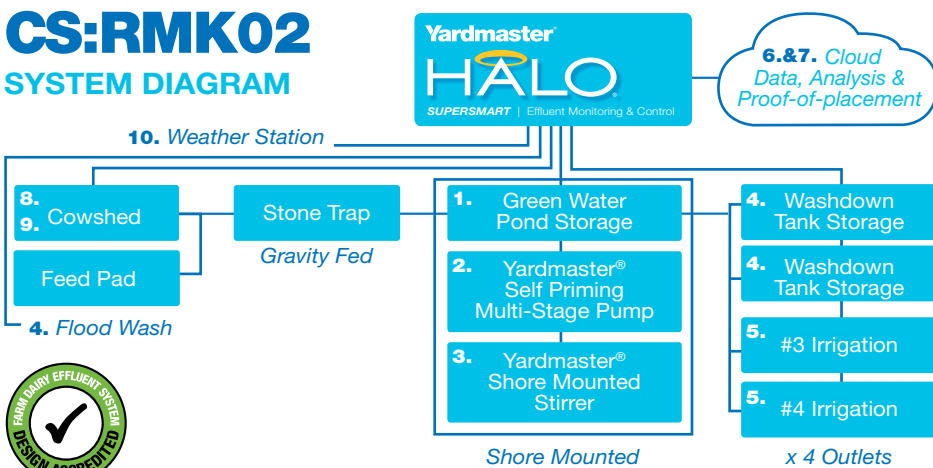 CS:RMK02
SYSTEM DIAGRAM
Yardmaster®
HALO®
SUPERSMART | Effluent Monitoring & Control
6.&7. Cloud
Data, Analysis &
Proof-of-placement
10. Weather Station
8.
9. Cowshed
Feed Pad
4. Flood Wash
Stone Trap
Gravity Fed
1. Green Water
Pond Storage
2. Yardmaster®
Self Priming
Multi-Stage Pump
3. Yardmaster®
Shore Mounted
Stirrer
Shore Mounted
4. Washdown
Tank Storage
4. Washdown
Tank Storage
5. #3 Irrigation
5. #4 Irrigation
x 4 Outlets
FARM DAIRY EFFLUENT SYSTEM
DESIGN ACCREDITED